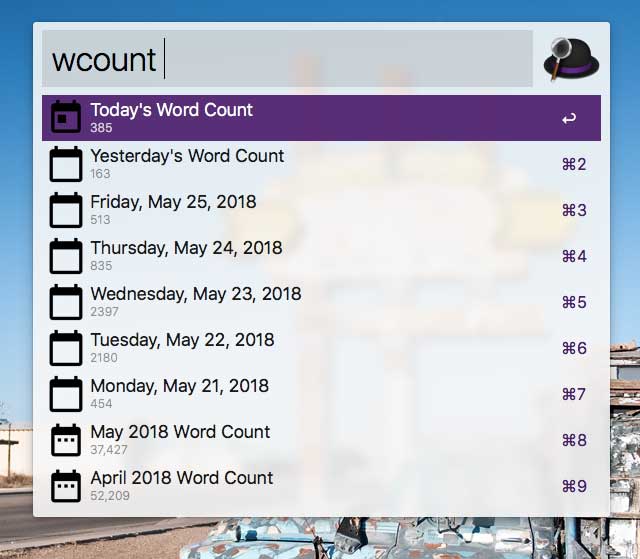 wcount
Today's Word Count
385
↩
Yesterday's Word Count
163
⌘2
Friday, May 25, 2018
513
⌘3
Thursday, May 24, 2018
835
⌘4
Wednesday, May 23, 2018
2397
⌘5
Tuesday, May 22, 2018
2180
⌘6
Monday, May 21, 2018
454
⌘7
May 2018 Word Count
37,427
⌘8
April 2018 Word Count
52,209
⌘9